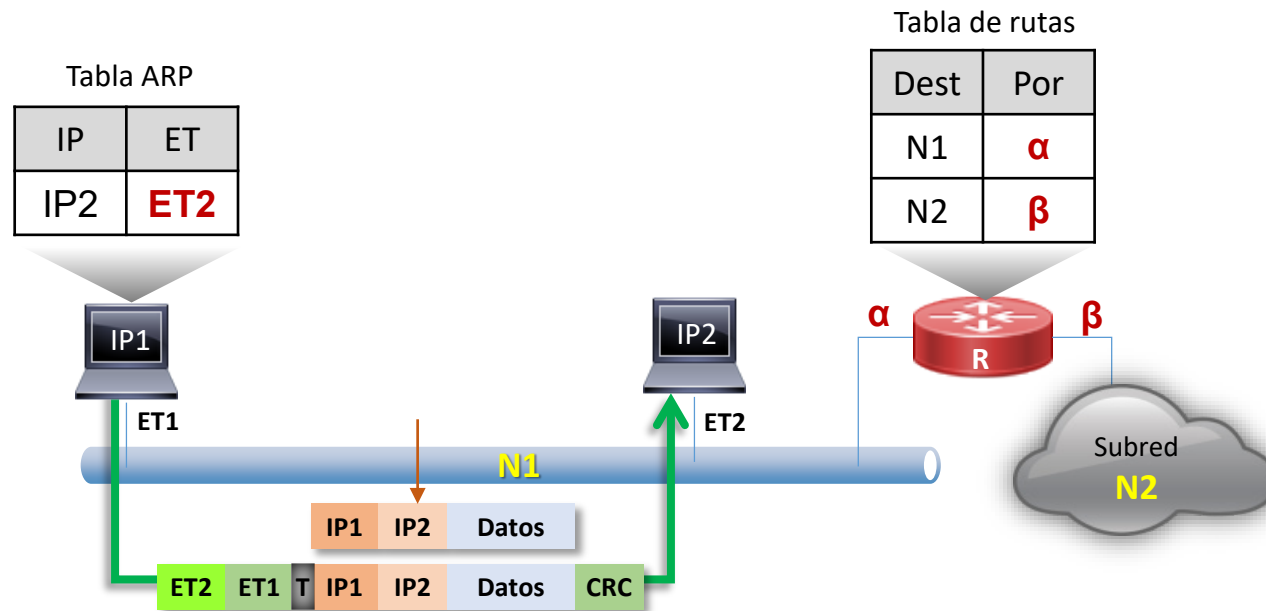 Tabla de rutas
Tabla ARP
Dest Por
N1 α
N2 β
IP ET
IP2 ET2
IP1
IP2
α
β
R
ET1
ET2
N1
Subred
N2
IP1 IP2 Datos
ET2 ET1 T IP1 IP2 Datos CRC